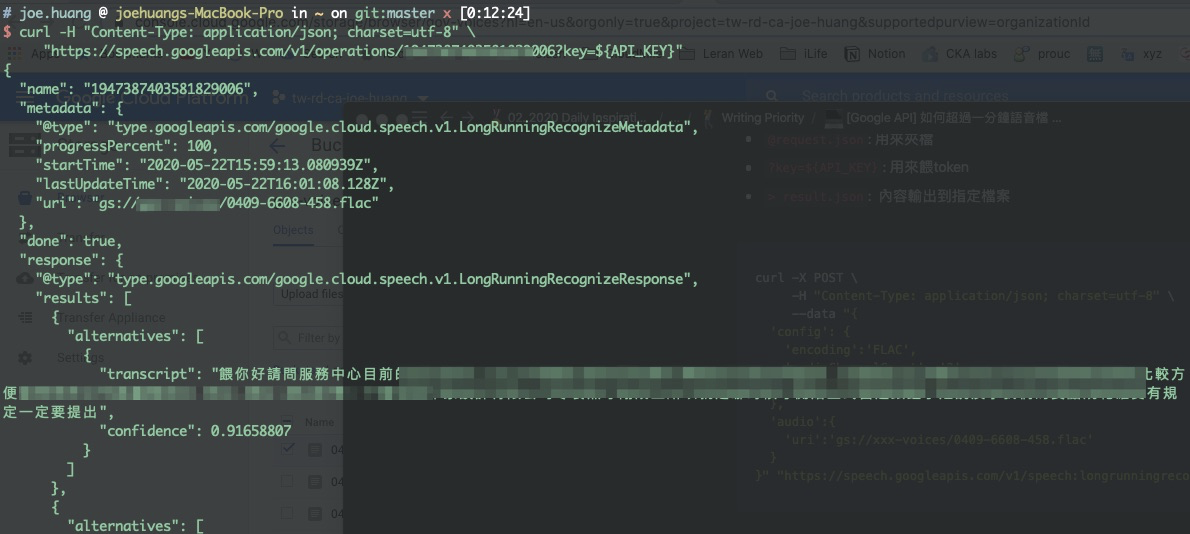 # joe.huang @ joehuangs-MacBook-Pro in ~ on git:master x [0:12:24]
$ curl -H "Content-Type: application/json; charset=utf-8" \
"https://speech.googleapis.com/v1/operations/ 006?key=${API_KEY}"
{
"name": "1947387403581829006",
"metadata": {
"@type": "type.googleapis.com/google.cloud.speech.v1.LongRunningRecognizeMetadata",
"progressPercent": 100,
"startTime": "2020-05-22T15:59:13.080939Z",
"lastUpdateTime": "2020-05-22T16:01:08.128Z",
"uri": "gs:// /0409-6608-458.flac"
},
"done": true,
"response": {
"@type": "type.googleapis.com/google.cloud.speech.v1.LongRunningRecognizeResponse",
"results": [
{
"alternatives": [
{
"transcript": "餵你好請問服務中心目前 比較方
便 有規
定一定要提出",
"confidence": 0.91658807
}
]
},
{
"alternatives": [
Leran Web
iLife
Notion
CKA labs
prouc
xyz
Google Cloud Platform
tw-rd-ca-joe-huang
Search products and resources
02. 2020 Daily Inspirati...
/
Writing Priority
/
[Google API] 如何超過一分鐘語音檔 ...
@request.json : 用來夾檔
?key=${API_KEY} : 用來餵token
> result.json : 內容輸出到指定檔案
Buc
Objects
Upload files
Transfer Appliance
Filter by
Settings
Name
04
04
04
curl -X POST \
-H "Content-Type: application/json; charset=utf-8" \
--data "{
'config': {
'encoding':'FLAC',
},
'audio':{
'uri':'gs://xxx-voices/0409-6608-458.flac'
}
}" "https://speech.googleapis.com/v1/speech:longrunningreco